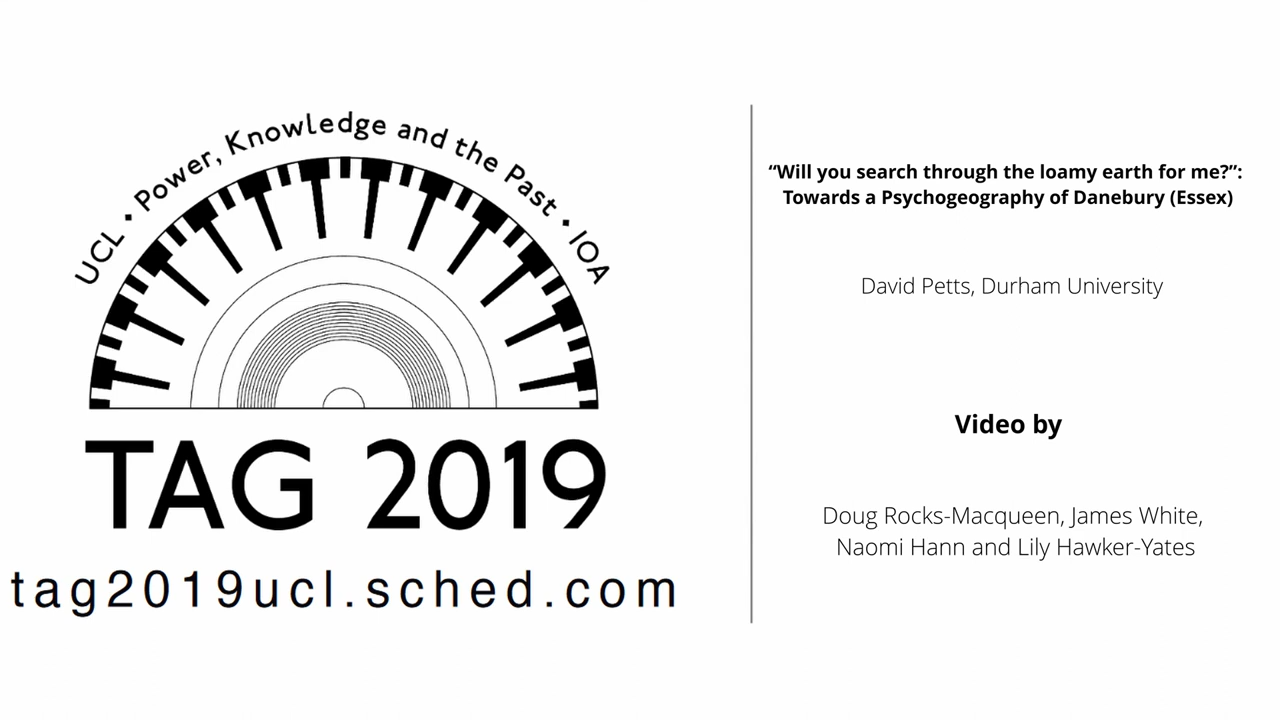 UCL • Power, Knowledge and the Past • IOA
TAG 2019
tag2019ucl.sched.com
“Will you search through the loamy earth for me?”:
Towards a Psychogeography of Danebury (Essex)
David Petts, Durham University
Video by
Doug Rocks-Macqueen, James White,
Naomi Hann and Lily Hawker-Yates